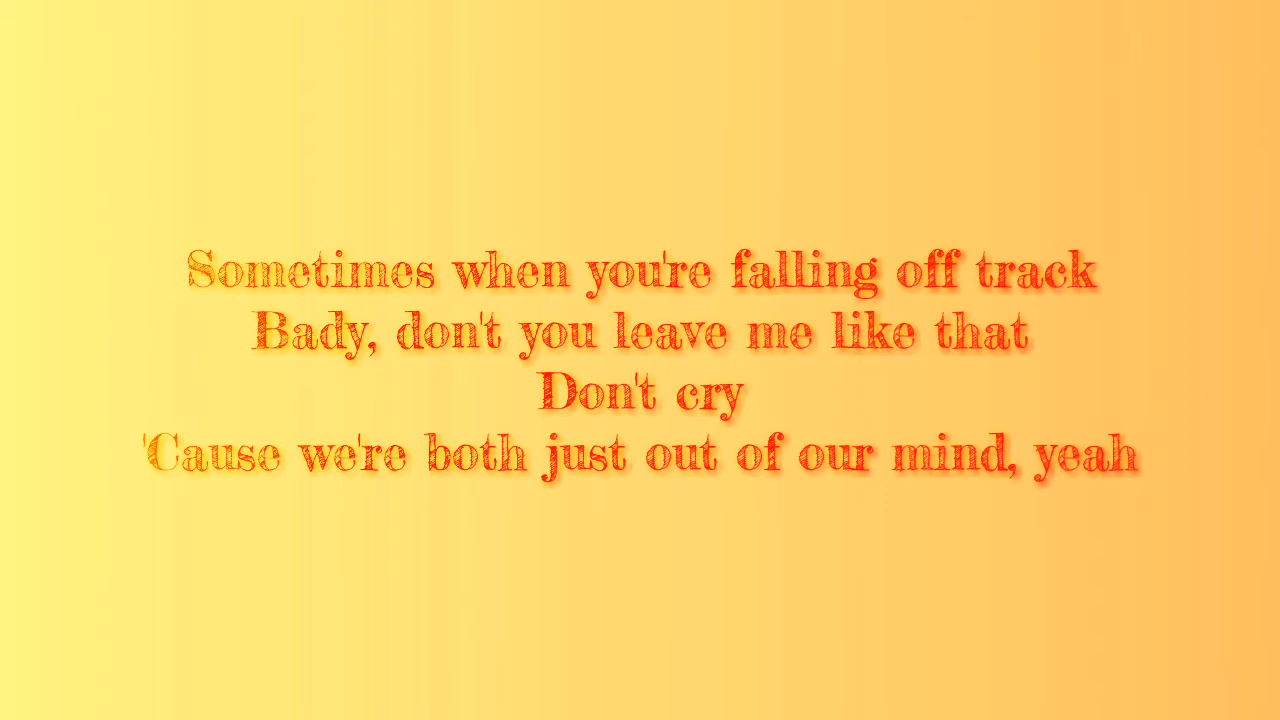 Sometimes when you're falling off track
Bady, don't you leave me like that
Don't cry
'Cause we're both just out of our mind, yeah